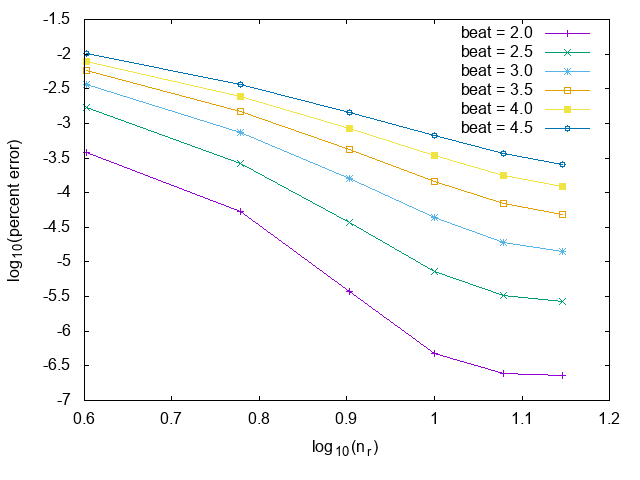 -1.5
-2
-2.5
-3
-3.5
-4
-4.5
-5
-5.5
-6
-6.5
-7
0.6 0.7 0.8 0.9 1 1.1 1.2
log10(percent error)
log10(nr)
beat = 2.0
beat = 2.5
beat = 3.0
beat = 3.5
beat = 4.0
beat = 4.5